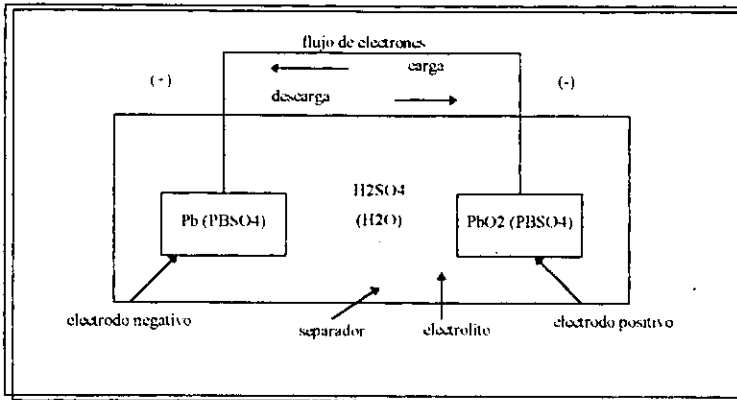 flujo de electrones
carga
(+)
(-)
descarga
H2SO4
(H2O)
Pb (PBSO4)
PbO2 (PBSO4)
electrodo negativo
separador
electrolito
electrodo positivo